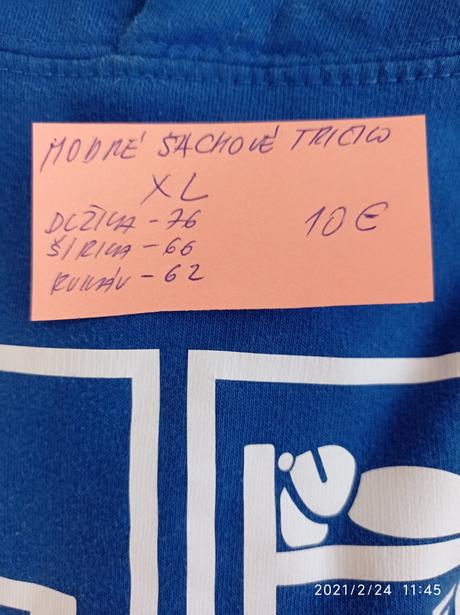 MODRÉ ŠACHOVÉ TRIČKO
XL
DĹŽKA - 76
ŠÍRKA - 66
RUKÁV - 62
10 €
2021/2/24 11:45